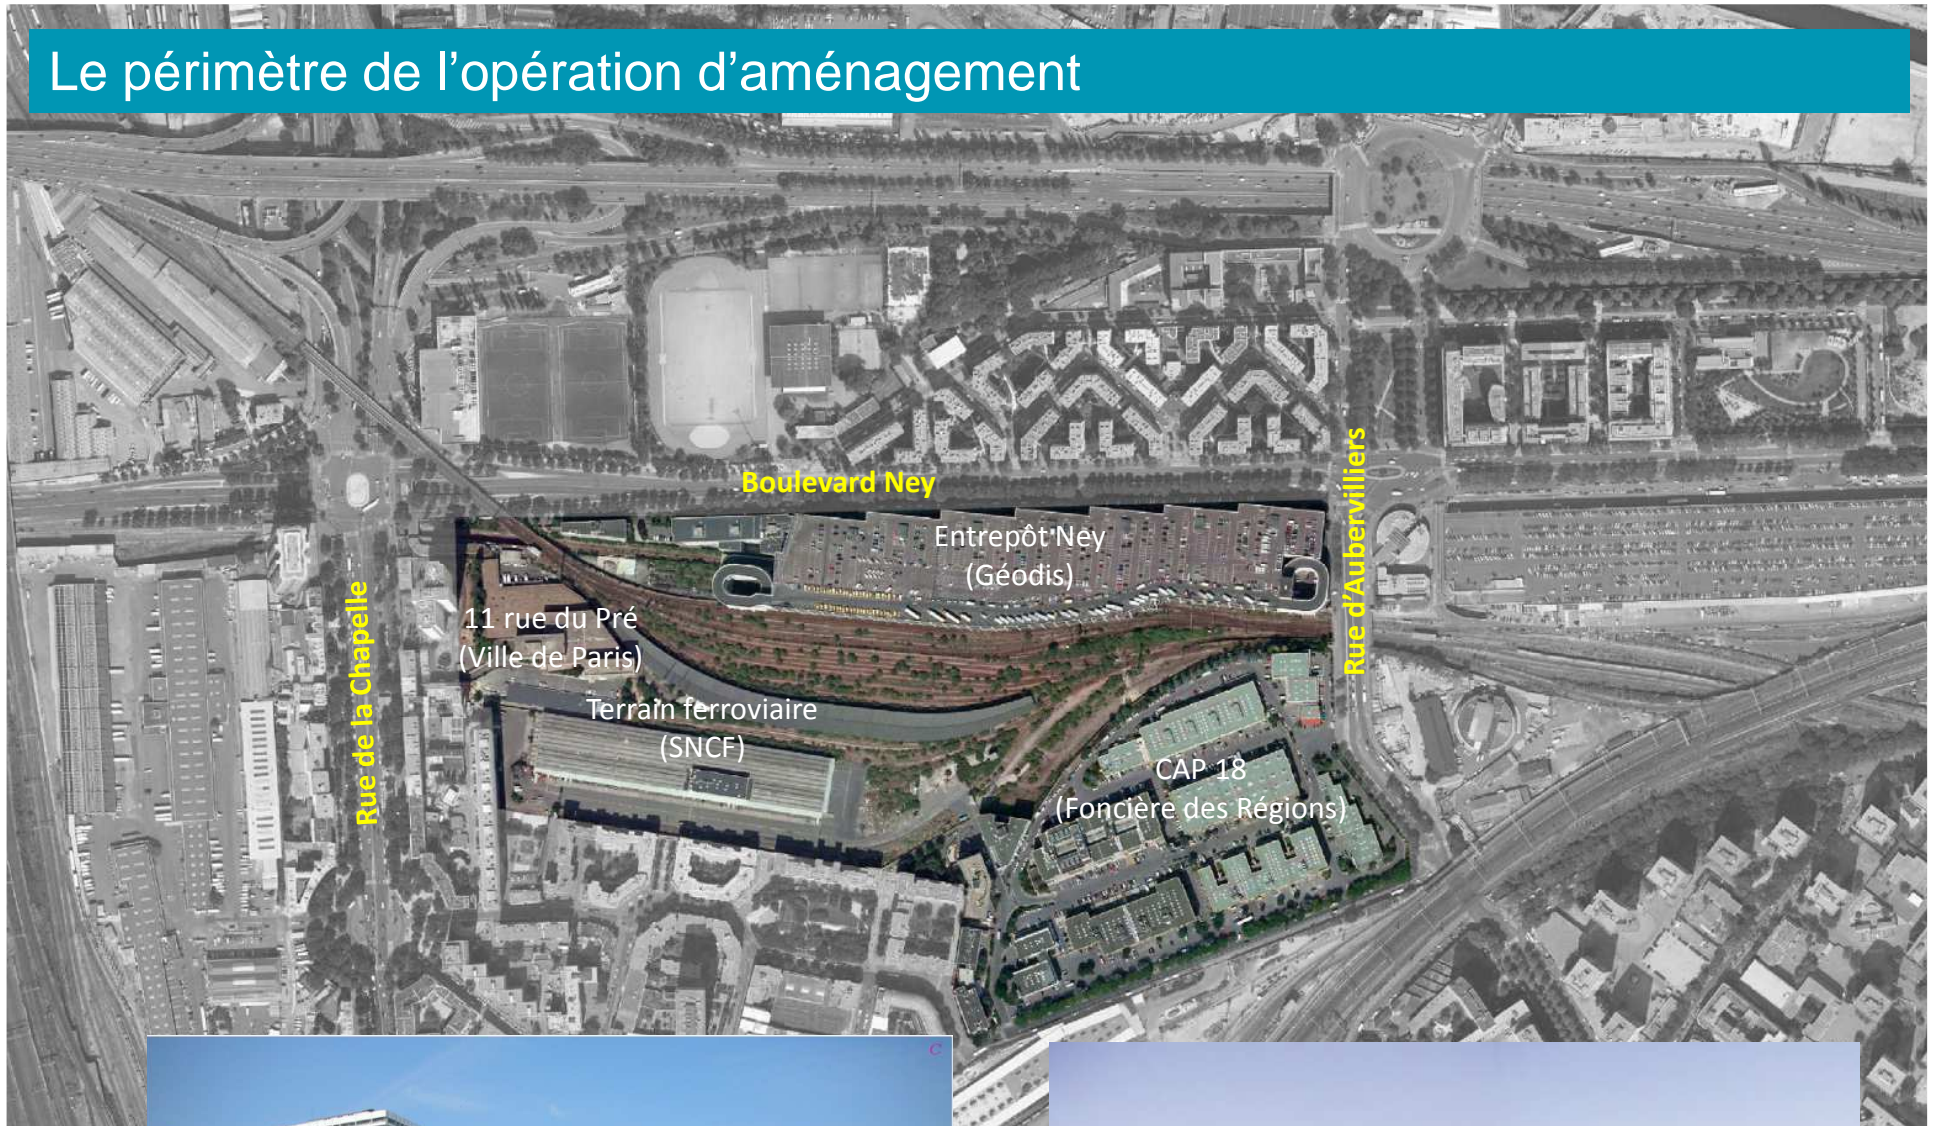 Le périmètre de l’opération d’aménagement
Boulevard Ney
Rue d’Aubervilliers
Entrepôt Ney
(Géodis)
Rue de la Chapelle
11 rue du Pré
(Ville de Paris)
Terrain ferroviaire
(SNCF)
CAP 18
(Foncière des Régions)
C